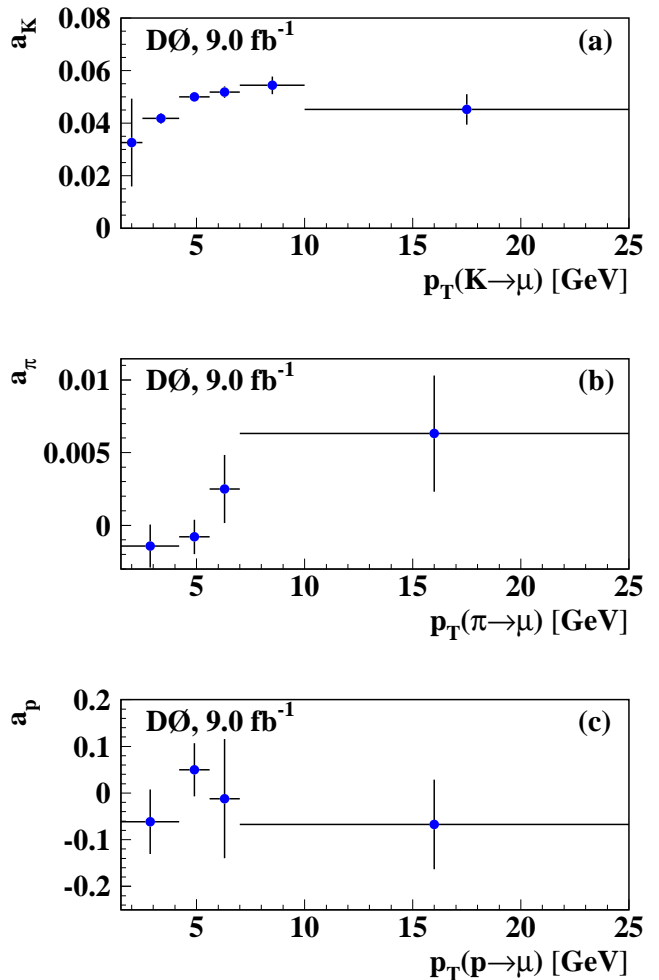 a_K
DØ, 9.0 fb⁻¹
(a)
0.08
0.06
0.04
0.02
0
5 10 15 20 25
p_T(K→μ) [GeV]
a_π
DØ, 9.0 fb⁻¹
(b)
0.01
0.005
0
5 10 15 20 25
p_T(π→μ) [GeV]
a_p
DØ, 9.0 fb⁻¹
(c)
0.2
0.1
0
-0.1
-0.2
5 10 15 20 25
p_T(p→μ) [GeV]